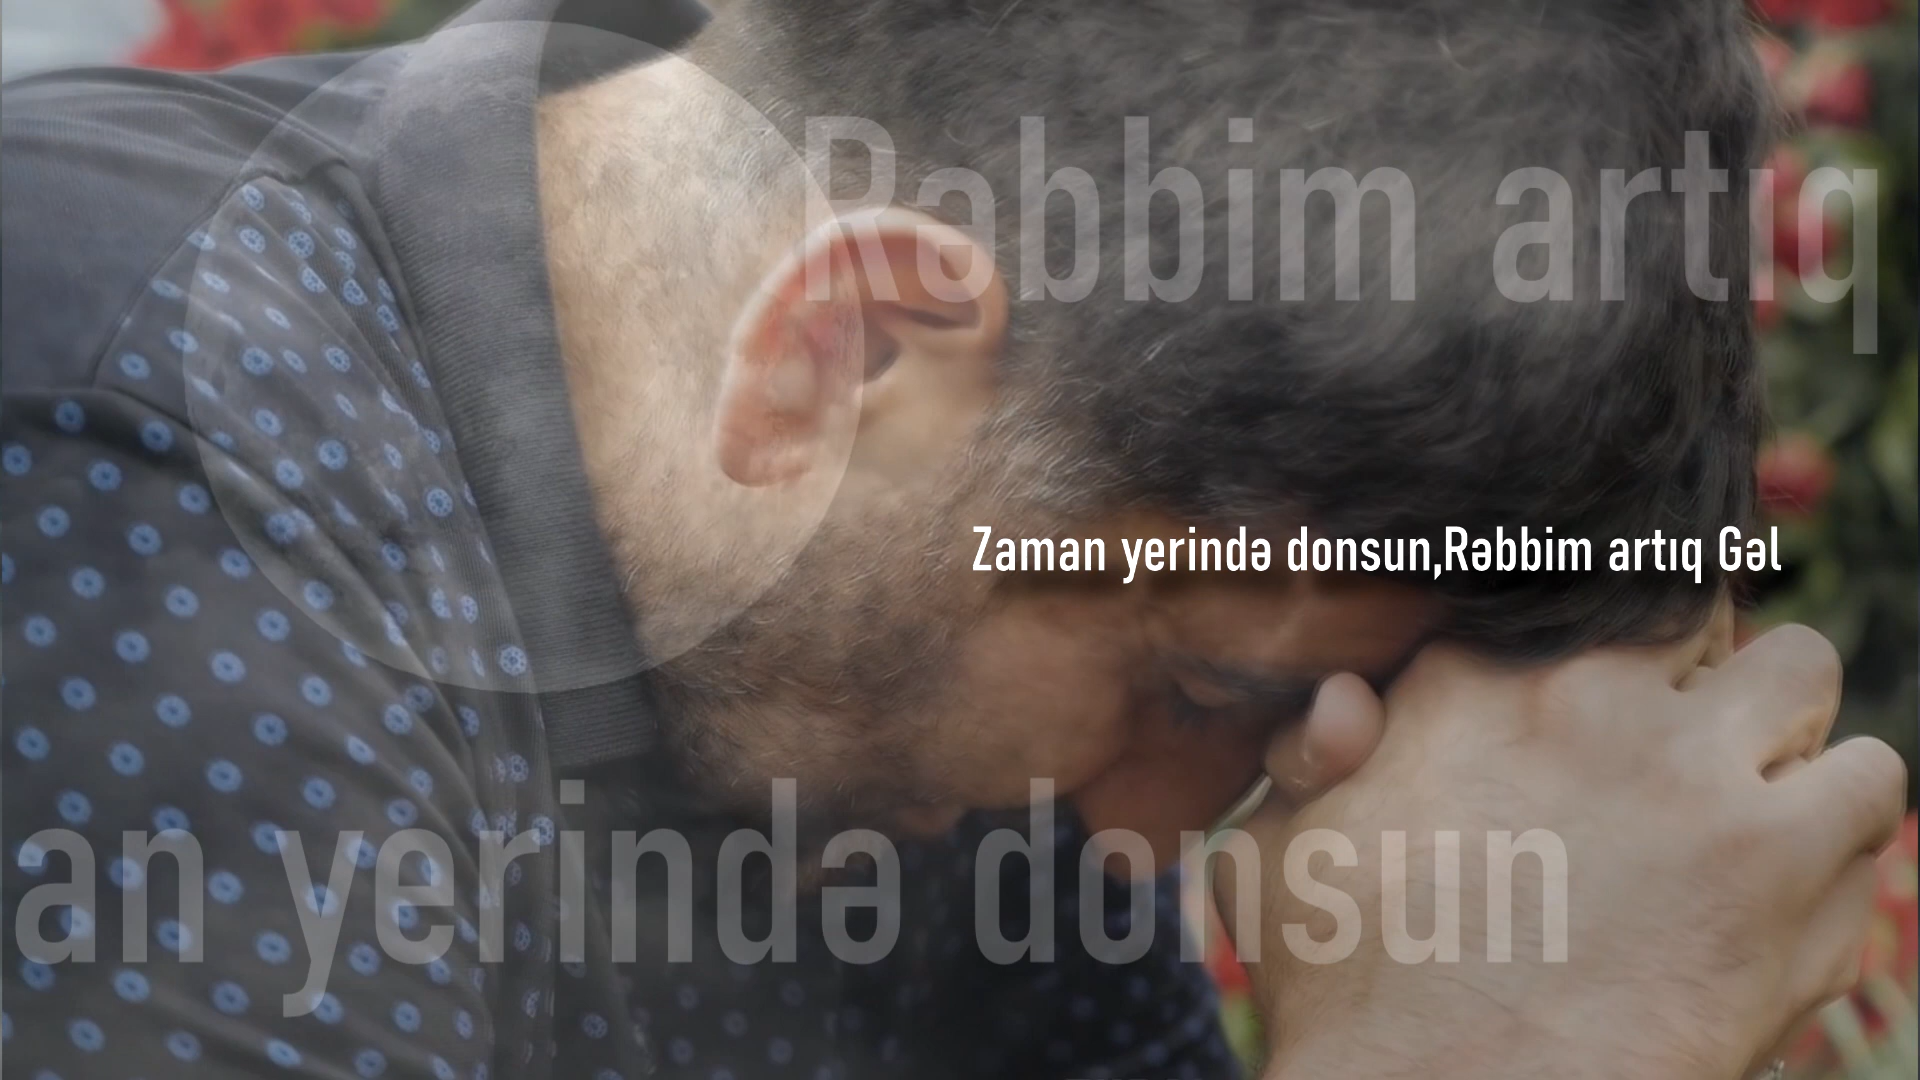 Rəbbim artıq
Zaman yerində donsun,Rəbbim artıq Gəl
an yerində donsun